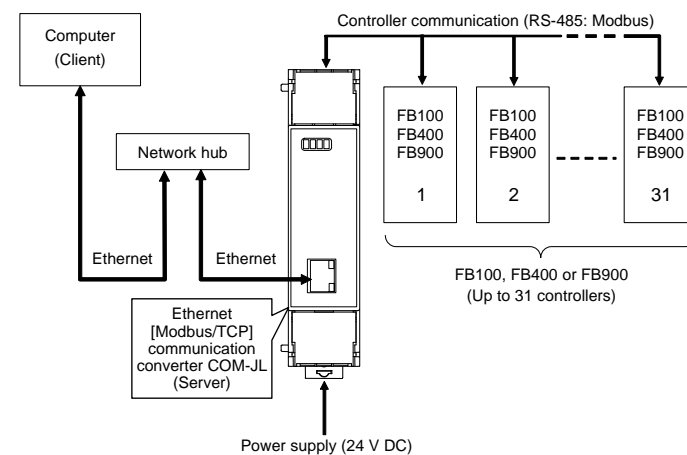 Controller communication (RS-485: Modbus)
Computer
(Client)
Network hub
Ethernet
Ethernet
FB100
FB400
FB900
1
FB100
FB400
FB900
2
FB100
FB400
FB900
31
FB100, FB400 or FB900
(Up to 31 controllers)
Ethernet
[Modbus/TCP]
communication
converter COM-JL
(Server)
Power supply (24 V DC)